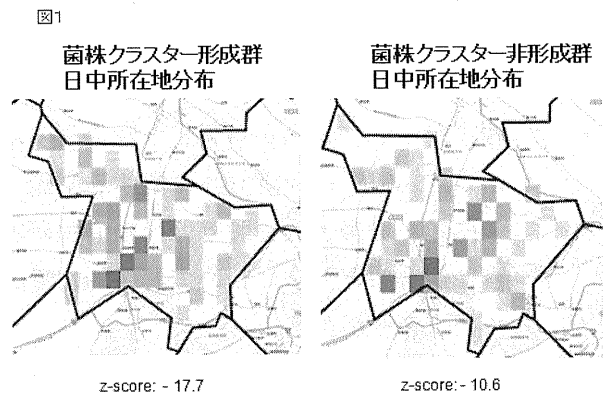 図1
菌株クラスター形成群
日中所在地分布
菌株クラスター非形成群
日中所在地分布
z-score: - 17.7
z-score: - 10.6